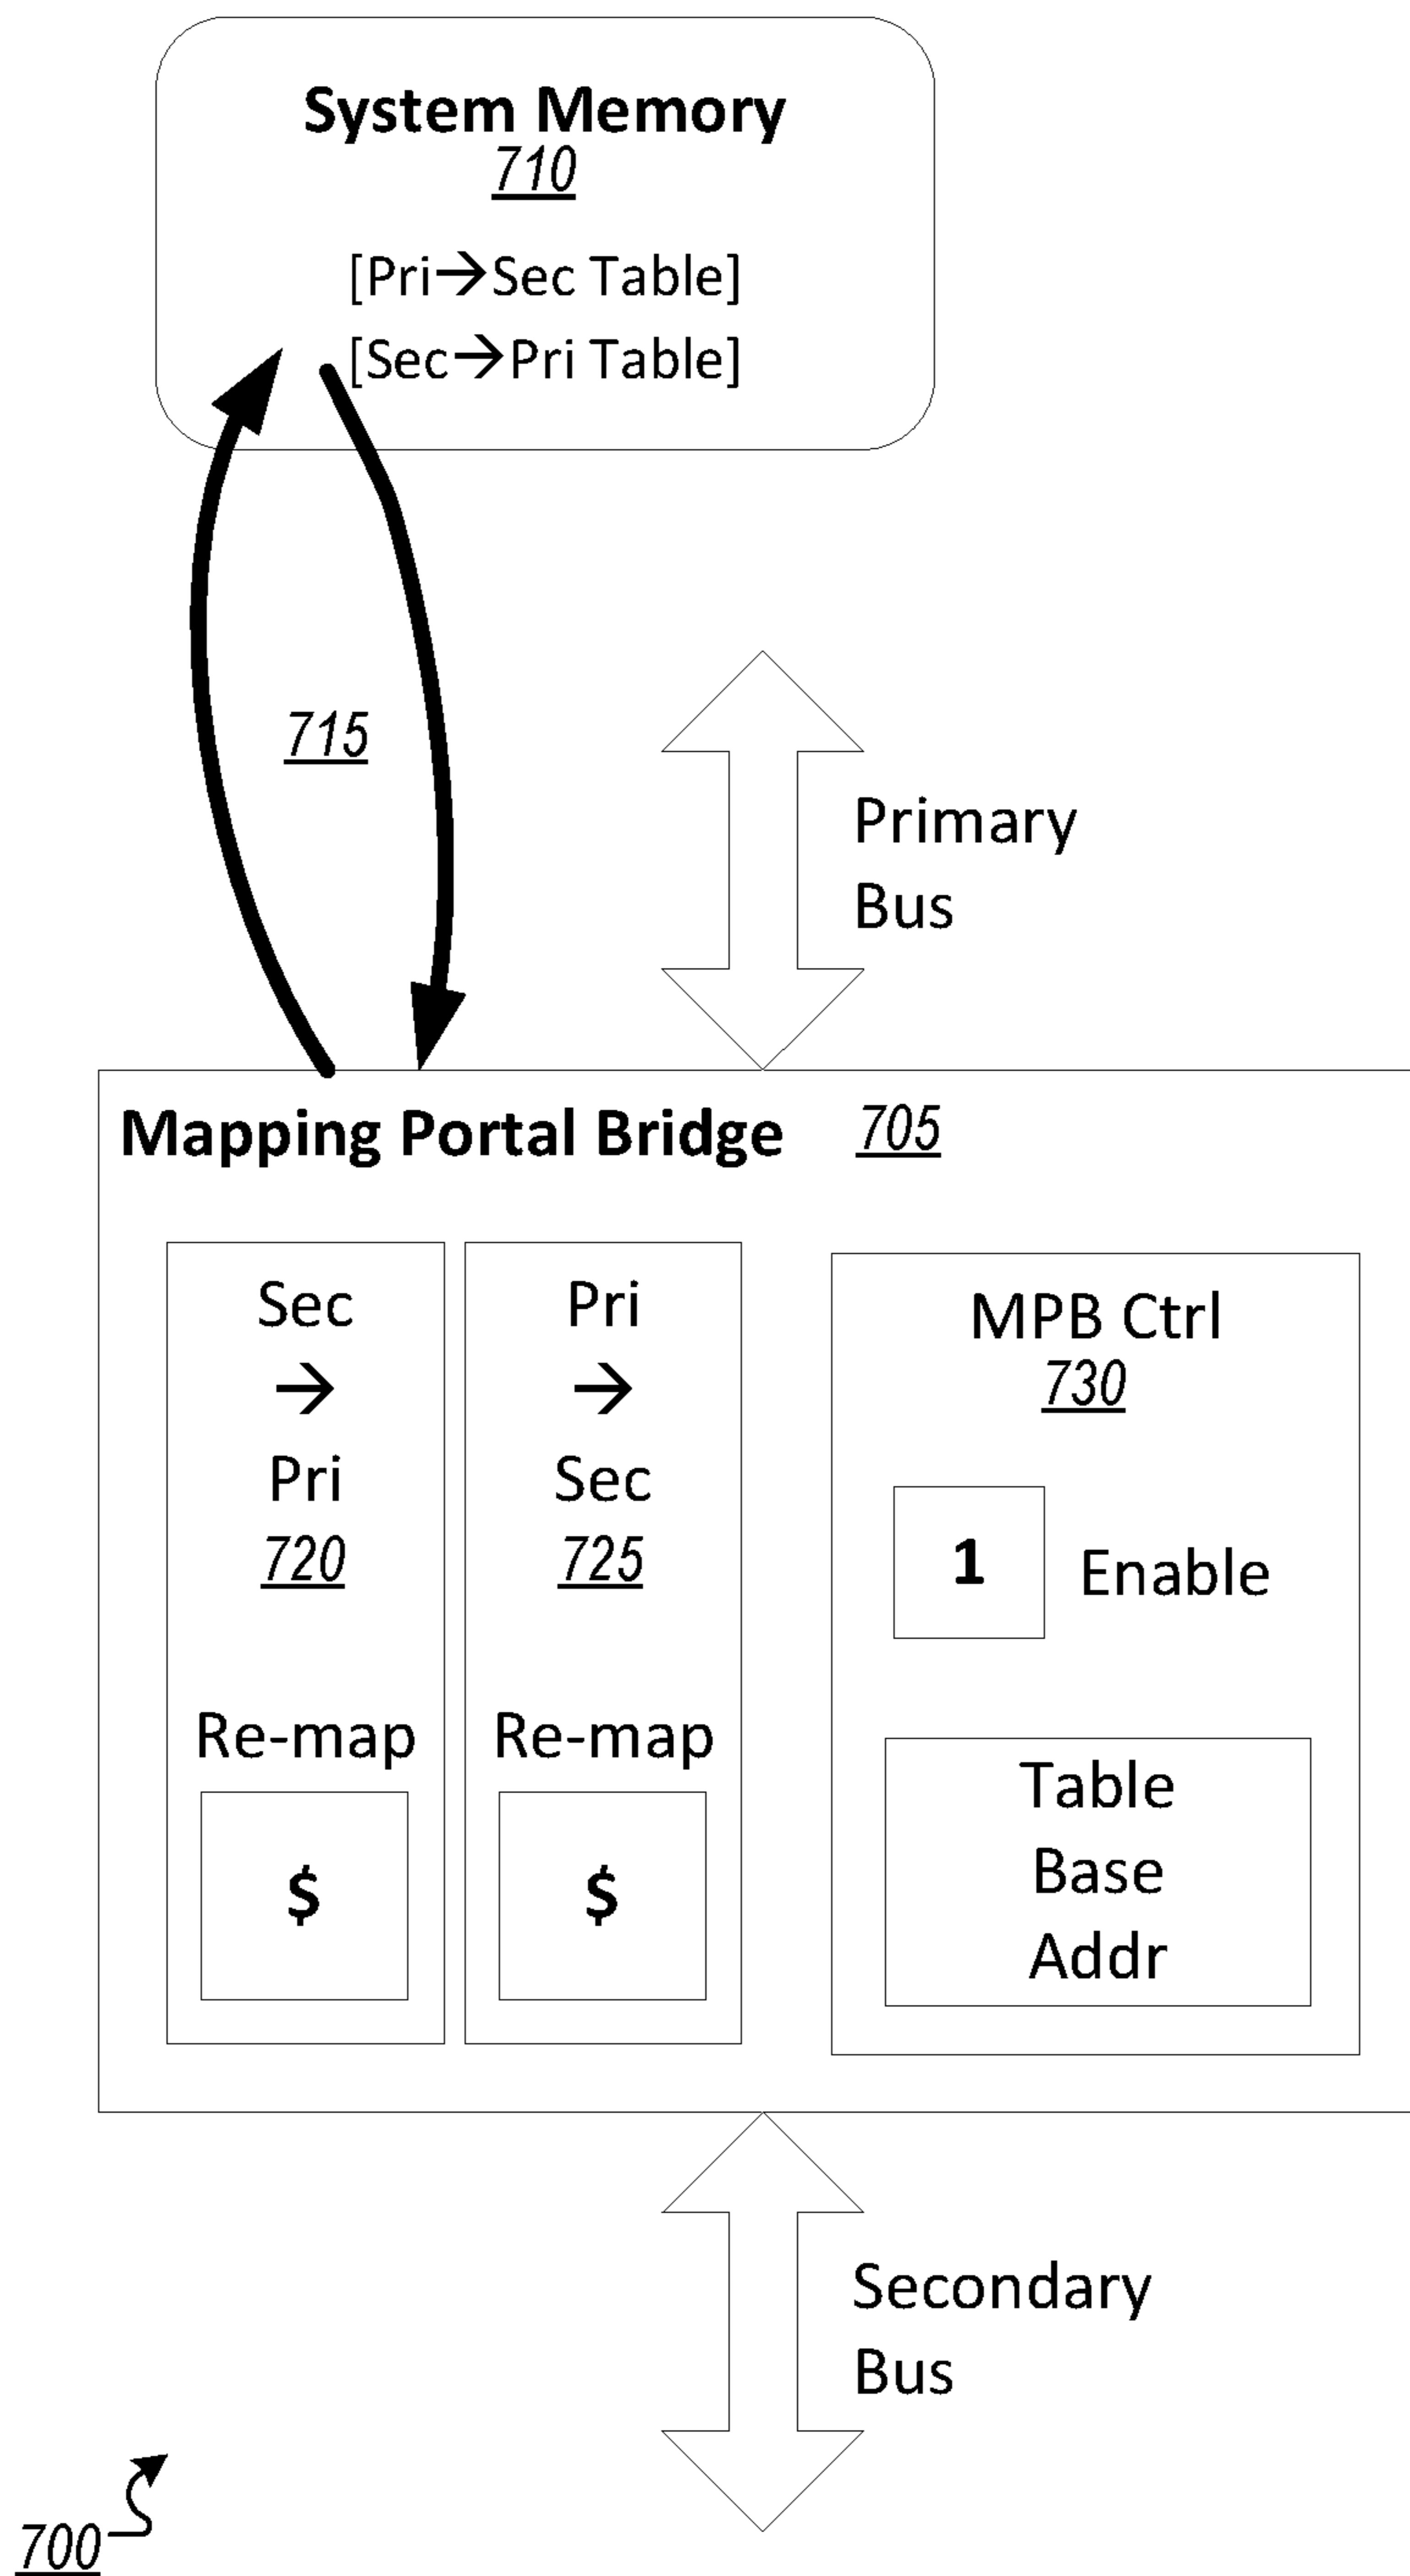 System Memory
710
[Pri→Sec Table]
[Sec→Pri Table]
715
Primary
Bus
Mapping Portal Bridge 705
Sec
→
Pri
720
Re-map
$
Pri
→
Sec
725
Re-map
$
MPB Ctrl
730
1 Enable
Table
Base
Addr
Secondary
Bus
700